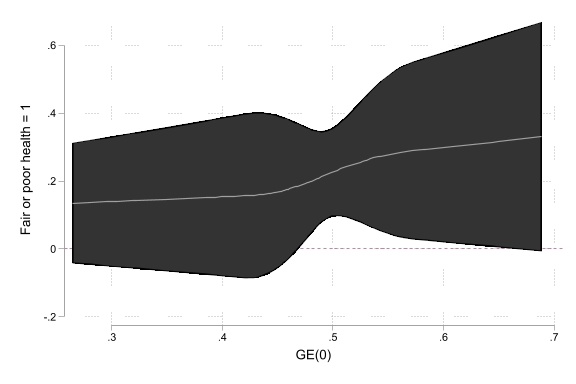 Fair or poor health = 1
.6
.4
.2
0
-.2
.3 .4 .5 .6 .7
GE(0)